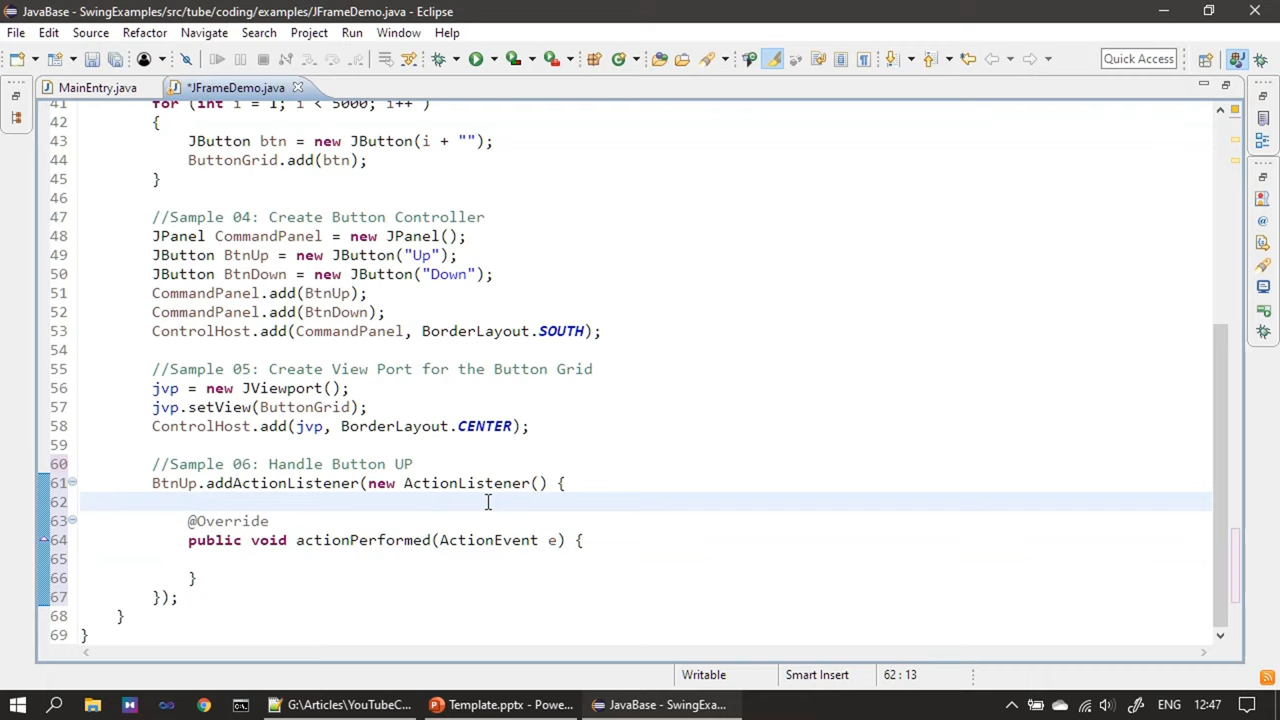 JavaBase - SwingExamples/src/tube/coding/examples/JFrameDemo.java - Eclipse
File Edit Source Refactor Navigate Search Project Run Window Help
Quick Access
MainEntry.java *JFrameDemo.java
41 for (int i = 1; i < 5000; i++ )
42 {
43 JButton btn = new JButton(i + "");
44 ButtonGrid.add(btn);
45 }
46
47 //Sample 04: Create Button Controller
48 JPanel CommandPanel = new JPanel();
49 JButton BtnUp = new JButton("Up");
50 JButton BtnDown = new JButton("Down");
51 CommandPanel.add(BtnUp);
52 CommandPanel.add(BtnDown);
53 ControlHost.add(CommandPanel, BorderLayout.SOUTH);
54
55 //Sample 05: Create View Port for the Button Grid
56 jvp = new JViewport();
57 jvp.setView(ButtonGrid);
58 ControlHost.add(jvp, BorderLayout.CENTER);
59
60 //Sample 06: Handle Button UP
61 BtnUp.addActionListener(new ActionListener() {
62
63 @Override
64 public void actionPerformed(ActionEvent e) {
65
66 }
67 });
68 }
69 }
Writable Smart Insert 62 : 13
G:\Articles\YouTubeC... Template.pptx - Powe... JavaBase - SwingExa... 12:47